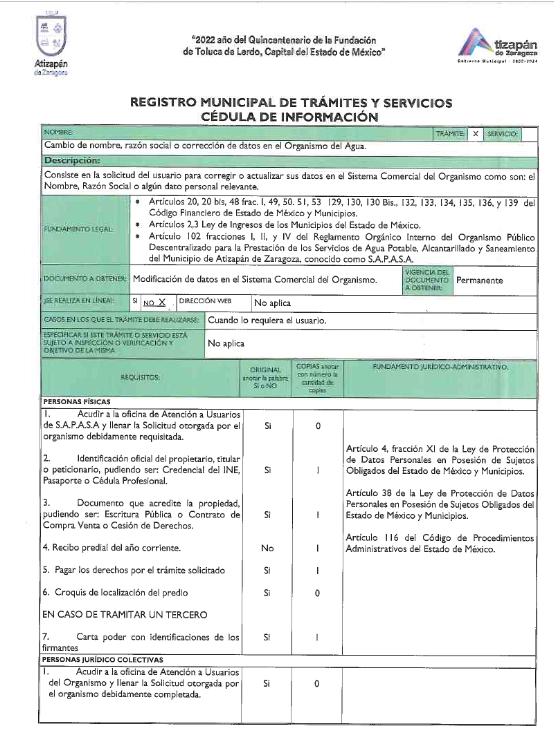 Atizapán
de Zaragoza
"2022 año del Quincentenario de la Fundación
de Toluca de Lerdo, Capital del Estado de México"
Atizapán
de Zaragoza
Gobierno Municipal · 2022-2024
REGISTRO MUNICIPAL DE TRÁMITES Y SERVICIOS
CÉDULA DE INFORMACIÓN
NOMBRE: TRÁMITE: X SERVICIO:
Cambio de nombre, razón social o corrección de datos en el Organismo del Agua.
Descripción:
Consiste en la solicitud del usuario para corregir o actualizar sus datos en el Sistema Comercial del Organismo como son: el
Nombre, Razón Social o algún dato personal relevante.
FUNDAMENTO LEGAL:
• Artículos 20, 20 bis, 48 frac. I, 49, 50. 51, 53 129, 130, 130 Bis., 132, 133, 134, 135, 136, y 139 del
Código Financiero de Estado de México y Municipios.
• Artículos 2,3 Ley de Ingresos de los Municipios del Estado de México.
• Artículo 102 fracciones I, II, y IV del Reglamento Orgánico Interno del Organismo Público
Descentralizado para la Prestación de los Servicios de Agua Potable, Alcantarillado y Saneamiento
del Municipio de Atizapán de Zaragoza, conocido como S.A.P.A.S.A.
DOCUMENTO A OBTENER: Modificación de datos en el Sistema Comercial del Organismo.
VIGENCIA DEL
DOCUMENTO
A OBTENER:
Permanente
¿SE REALIZA EN LÍNEA?: SI NO X DIRECCIÓN WEB No aplica
CASOS EN LOS QUE EL TRÁMITE DEBE REALIZARSE: Cuando lo requiera el usuario.
ESPECIFICAR SI ESTE TRÁMITE O SERVICIO ESTÁ
SUJETO A INSPECCIÓN O VERIFICACIÓN Y
OBJETIVO DE LA MISMA
No aplica
REQUISITOS:
ORIGINAL
anotar la palabra
SI o NO
COPIAS anotar
con número la
cantidad de
copias
FUNDAMENTO JURÍDICO-ADMINISTRATIVO.
PERSONAS FÍSICAS
1. Acudir a la oficina de Atención a Usuarios
de S.A.P.A.S.A y llenar la Solicitud otorgada por el
organismo debidamente requisitada.
Si 0
2. Identificación oficial del propietario, titular
o peticionario, pudiendo ser: Credencial del INE,
Pasaporte o Cédula Profesional.
Si 1
3. Documento que acredite la propiedad,
pudiendo ser: Escritura Pública o Contrato de
Compra Venta o Cesión de Derechos.
Si 1
4. Recibo predial del año corriente. No 1
5. Pagar los derechos por el trámite solicitado Si 1
6. Croquis de localización del predio Si 0
EN CASO DE TRAMITAR UN TERCERO
7. Carta poder con identificaciones de los
firmantes
Si 1
Artículo 4, fracción XI de la Ley de Protección
de Datos Personales en Posesión de Sujetos
Obligados del Estado de México y Municipios.
Artículo 38 de la Ley de Protección de Datos
Personales en Posesión de Sujetos Obligados del
Estado de México y Municipios.
Artículo 116 del Código de Procedimientos
Administrativos del Estado de México.
PERSONAS JURÍDICO COLECTIVAS
1. Acudir a la oficina de Atención a Usuarios
del Organismo y llenar la Solicitud otorgada por
el organismo debidamente completada.
Si 0